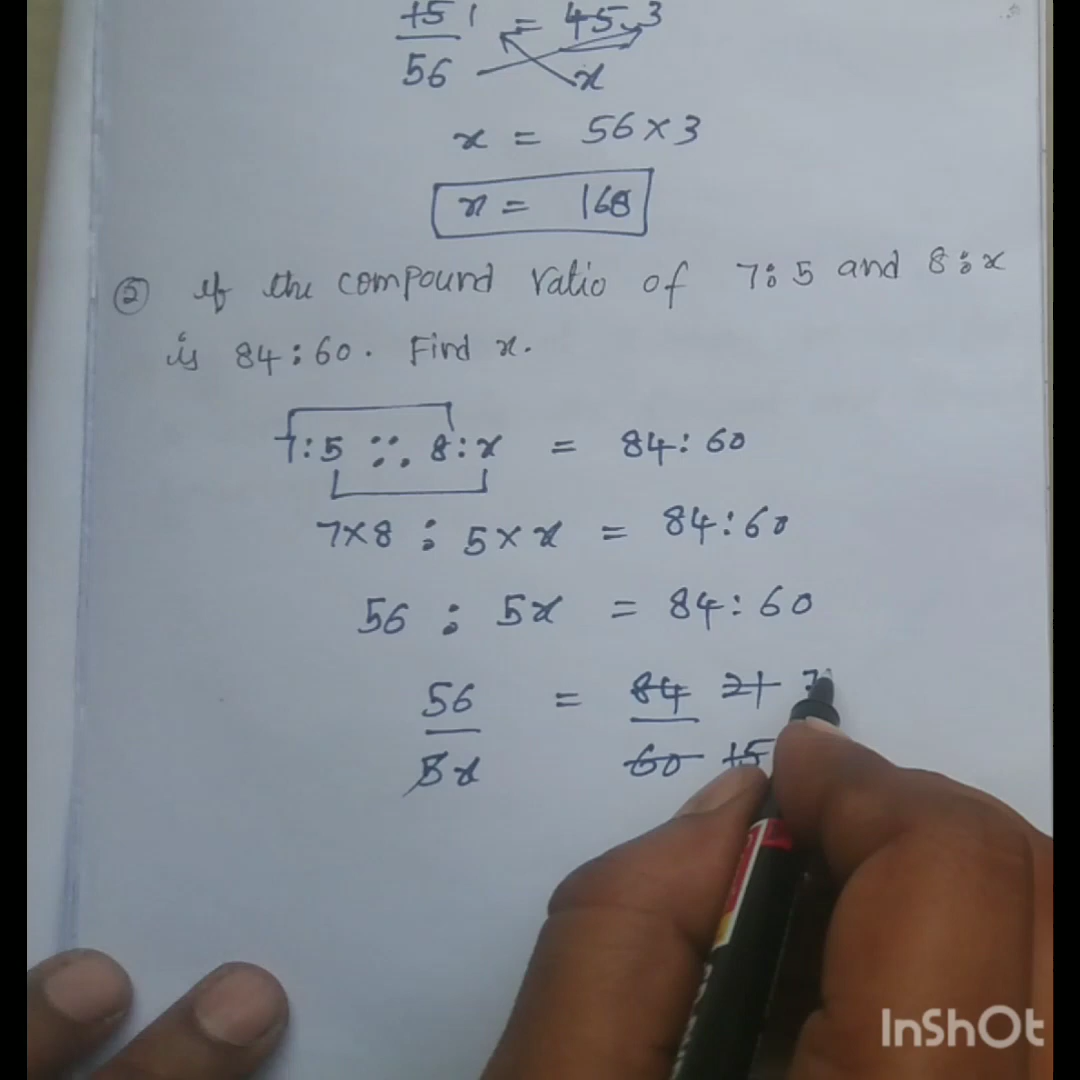 15 1 = 45 3
56 x
x = 56 × 3
x = 168
② If the compound ratio of 7:5 and 8:x
is 84:60. Find x.
7:5 :: 8:x = 84:60
7×8 : 5×x = 84:60
56 : 5x = 84:60
56 = 84 21
5x 60 15
InShOt